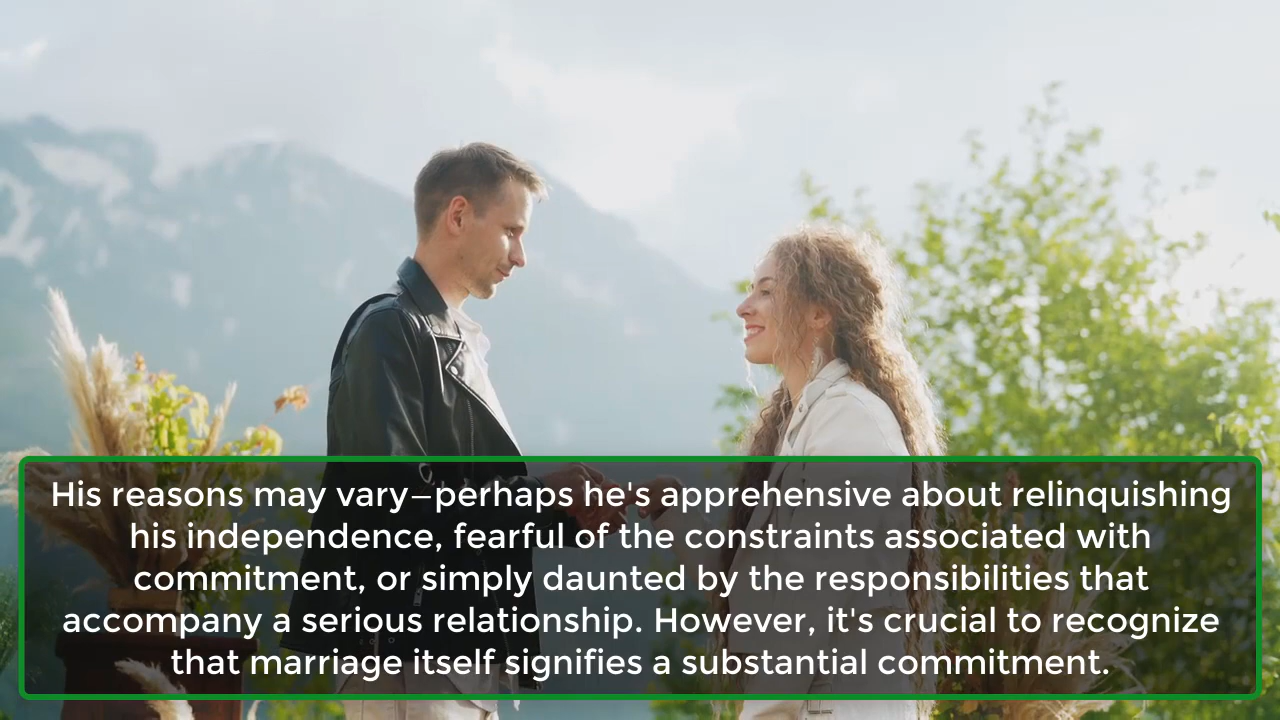 His reasons may vary—perhaps he's apprehensive about relinquishing
his independence, fearful of the constraints associated with
commitment, or simply daunted by the responsibilities that
accompany a serious relationship. However, it's crucial to recognize
that marriage itself signifies a substantial commitment.